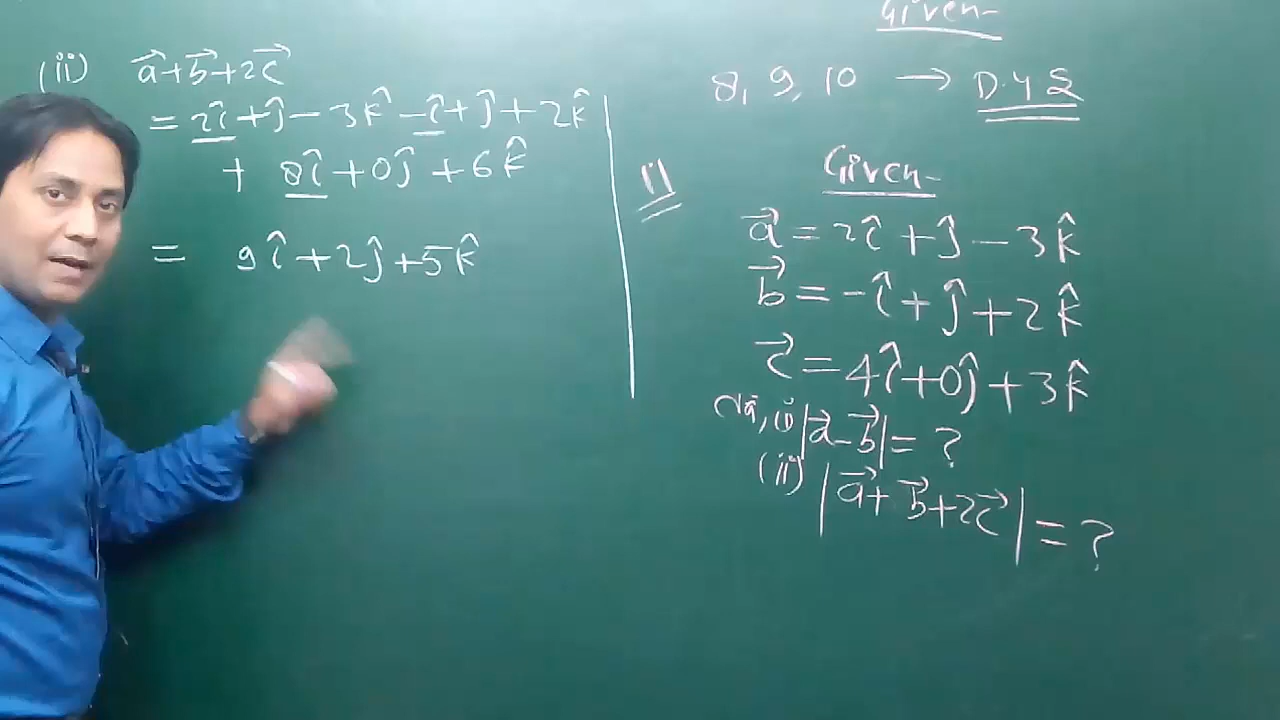 (ii) a⃗+b⃗+2c⃗
= 2î+ĵ-3k̂-î+ĵ+2k̂
+ 8î+0ĵ+6k̂
= 9î+2ĵ+5k̂
Given-
8, 9, 10 → D.Y.S
11
Given-
a⃗=2î+ĵ-3k̂
b⃗=-î+ĵ+2k̂
c⃗=4î+0ĵ+3k̂
(i) |a⃗-b⃗|=?
(ii) |a⃗+b⃗+2c⃗|=?